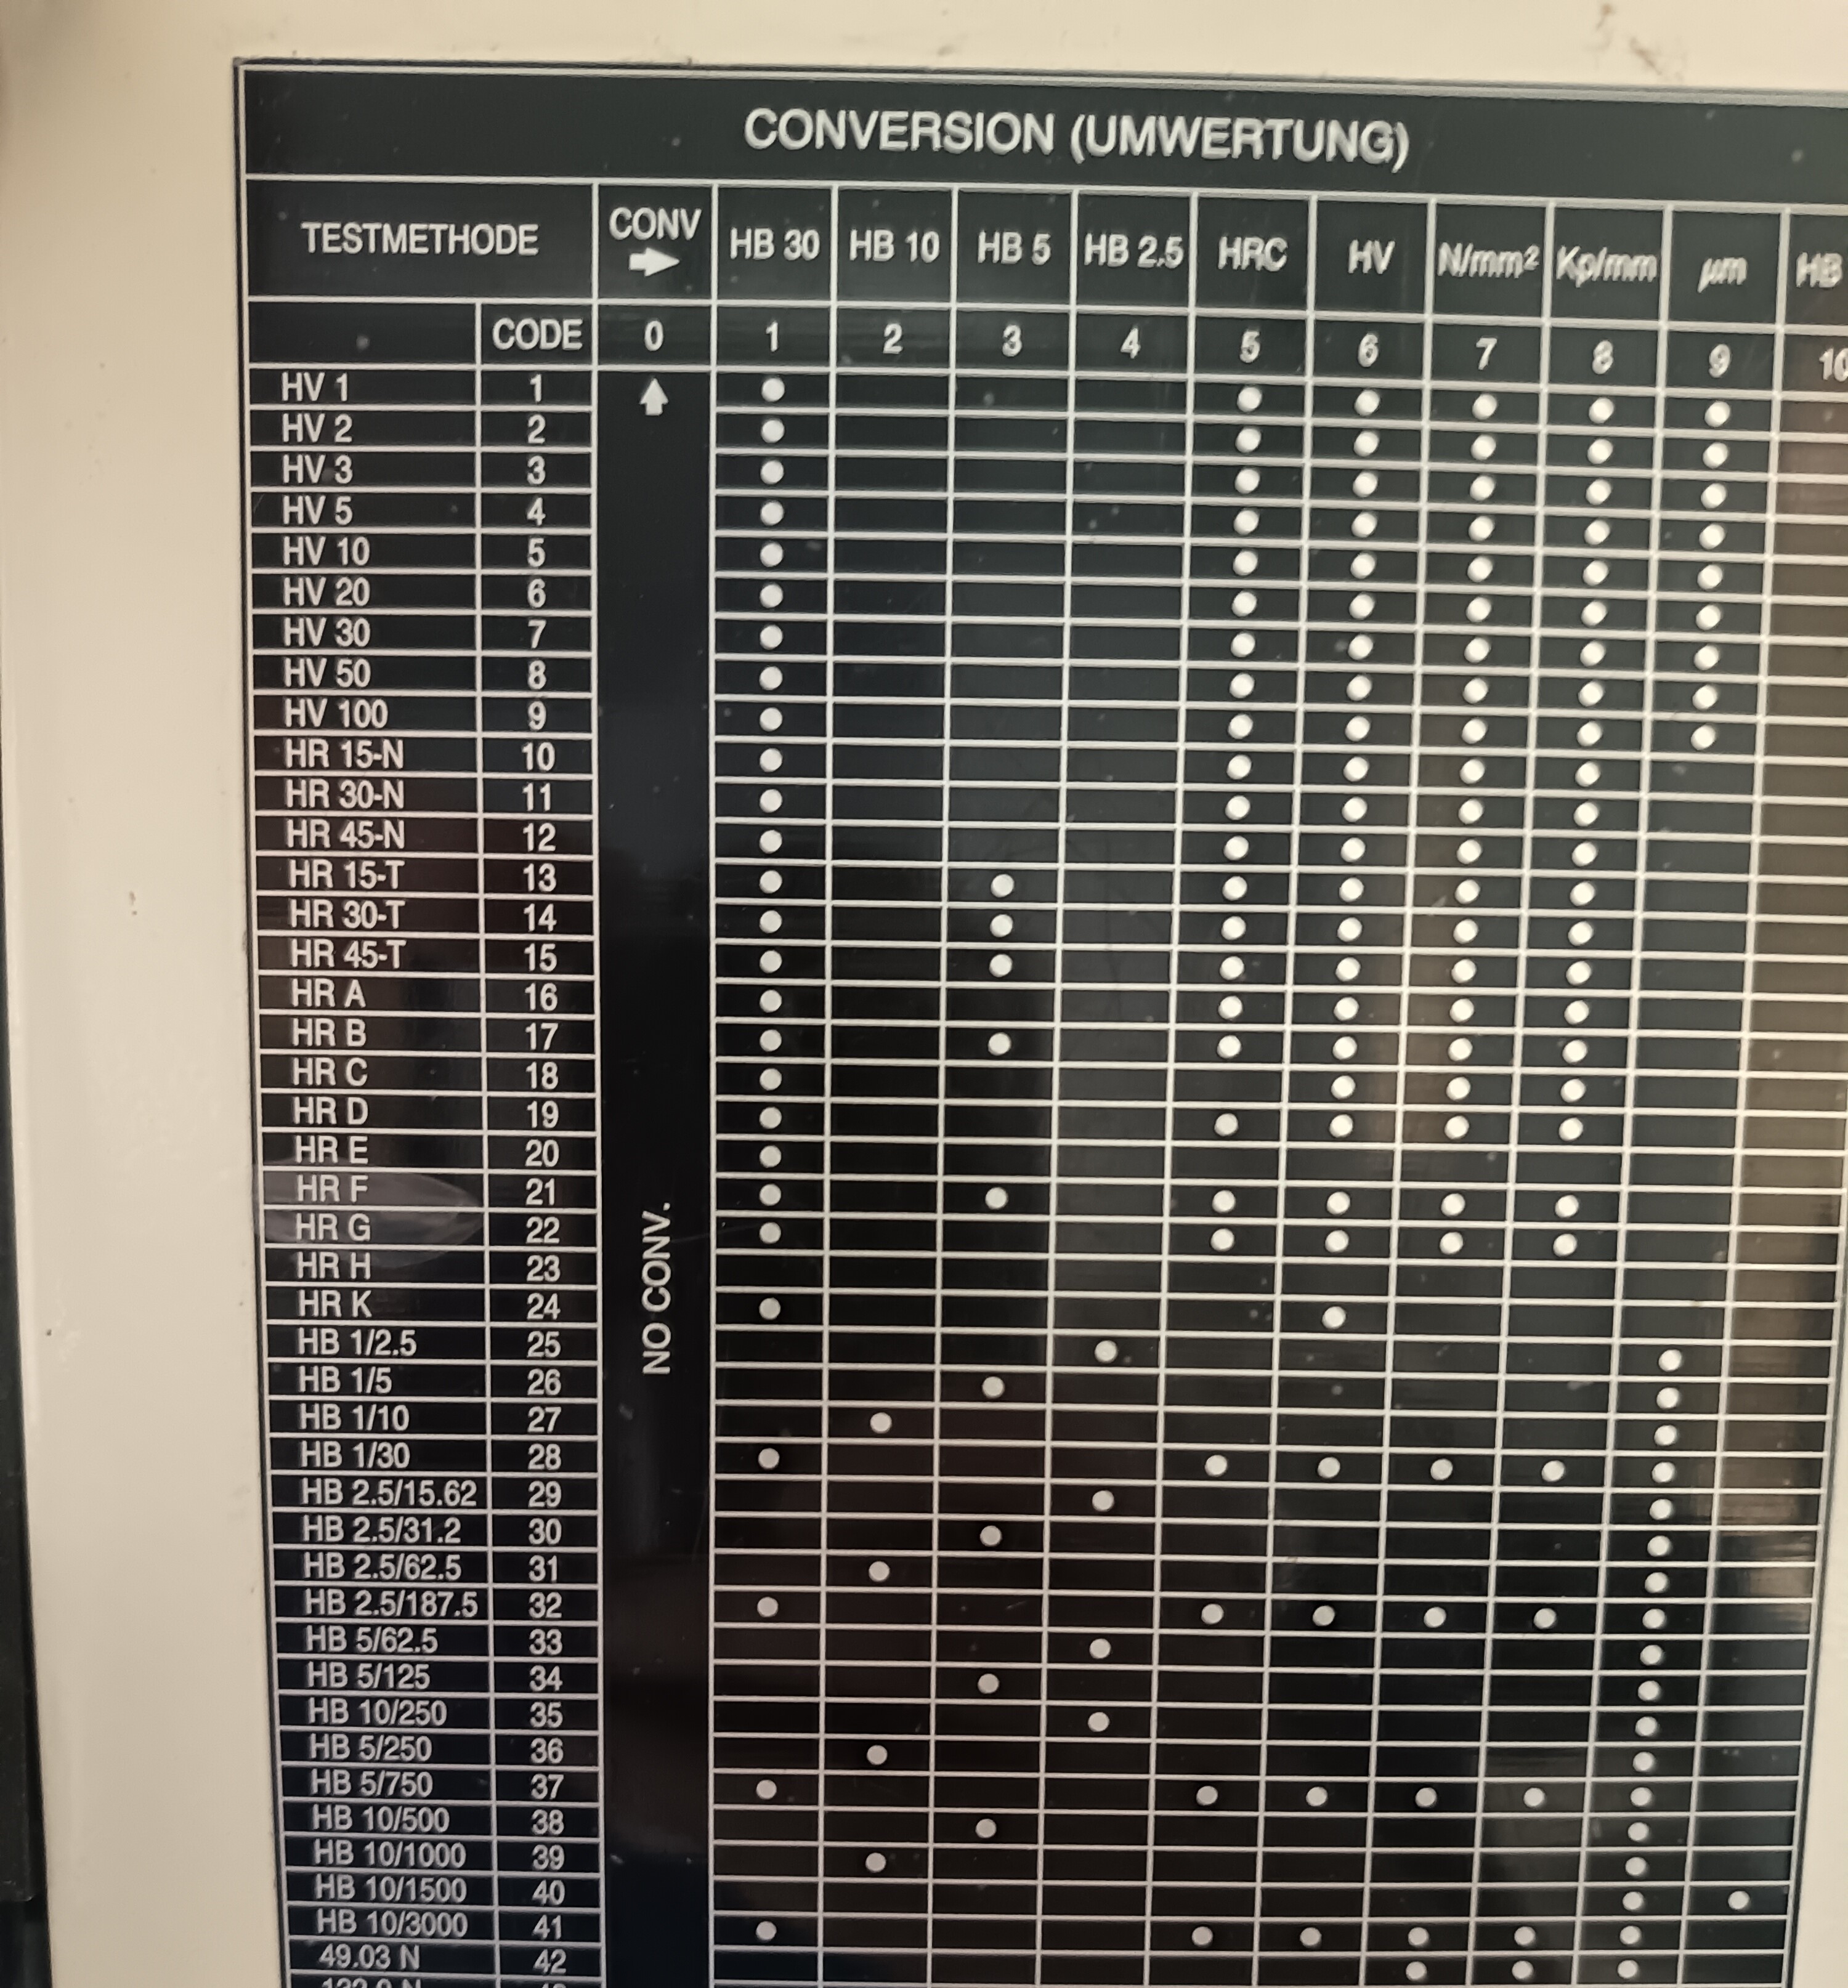 CONVERSION (UMWERTUNG)
TESTMETHODE CONV HB 30 HB 10 HB 5 HB 2.5 HRC HV N/mm² Kp/mm µm HB
CODE 0 1 2 3 4 5 6 7 8 9 10
HV 1 1
HV 2 2
HV 3 3
HV 5 4
HV 10 5
HV 20 6
HV 30 7
HV 50 8
HV 100 9
HR 15-N 10
HR 30-N 11
HR 45-N 12
HR 15-T 13
HR 30-T 14
HR 45-T 15
HR A 16
HR B 17
HR C 18
HR D 19
HR E 20
HR F 21
HR G 22
HR H 23
HR K 24
HB 1/2.5 25
HB 1/5 26
HB 1/10 27
HB 1/30 28
HB 2.5/15.62 29
HB 2.5/31.2 30
HB 2.5/62.5 31
HB 2.5/187.5 32
HB 5/62.5 33
HB 5/125 34
HB 10/250 35
HB 5/250 36
HB 5/750 37
HB 10/500 38
HB 10/1000 39
HB 10/1500 40
HB 10/3000 41
49.03 N 42
NO CONV.